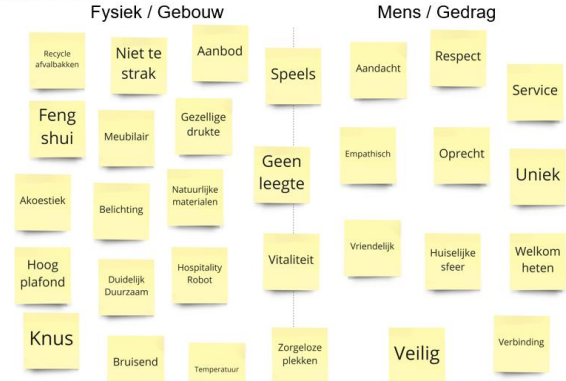 Fysiek / Gebouw
Mens / Gedrag
Recycle
afvalbakken
Niet te
strak
Aanbod
Speels
Aandacht
Respect
Service
Feng
shui
Meubilair
Gezellige
drukte
Geen
leegte
Empathisch
Oprecht
Uniek
Akoestiek
Belichting
Natuurlijke
materialen
Vitaliteit
Vriendelijk
Huiselijke
sfeer
Welkom
heten
Hoog
plafond
Duidelijk
Duurzaam
Hospitality
Robot
Knus
Bruisend
Temperatuur
Zorgeloze
plekken
Veilig
Verbinding